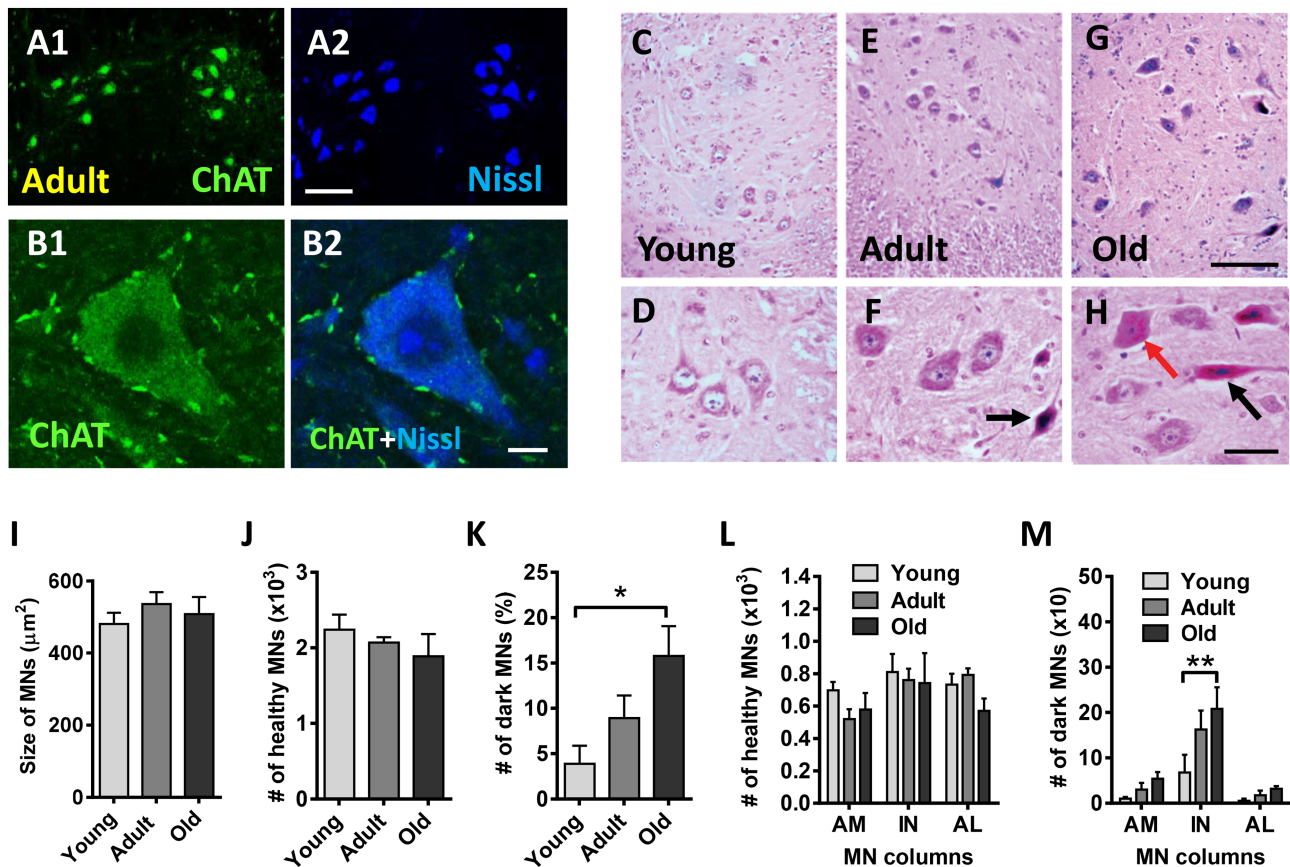 A1
Adult
ChAT
A2
Nissl
B1
ChAT
B2
ChAT+Nissl
C
Young
E
Adult
G
Old
D
F
H
I
Size of MNs (μm²)
600
400
200
0
Young
Adult
Old
J
# of healthy MNs (x10³)
3
2
1
0
Young
Adult
Old
K
# of dark MNs (%)
25
20
15
10
5
0
*
Young
Adult
Old
L
# of healthy MNs (x10³)
1.4
1.2
1.0
0.8
0.6
0.4
0.2
0.0
Young
Adult
Old
AM
IN
AL
MN columns
M
# of dark MNs (x10)
50
40
30
20
10
0
Young
Adult
Old
**
AM
IN
AL
MN columns